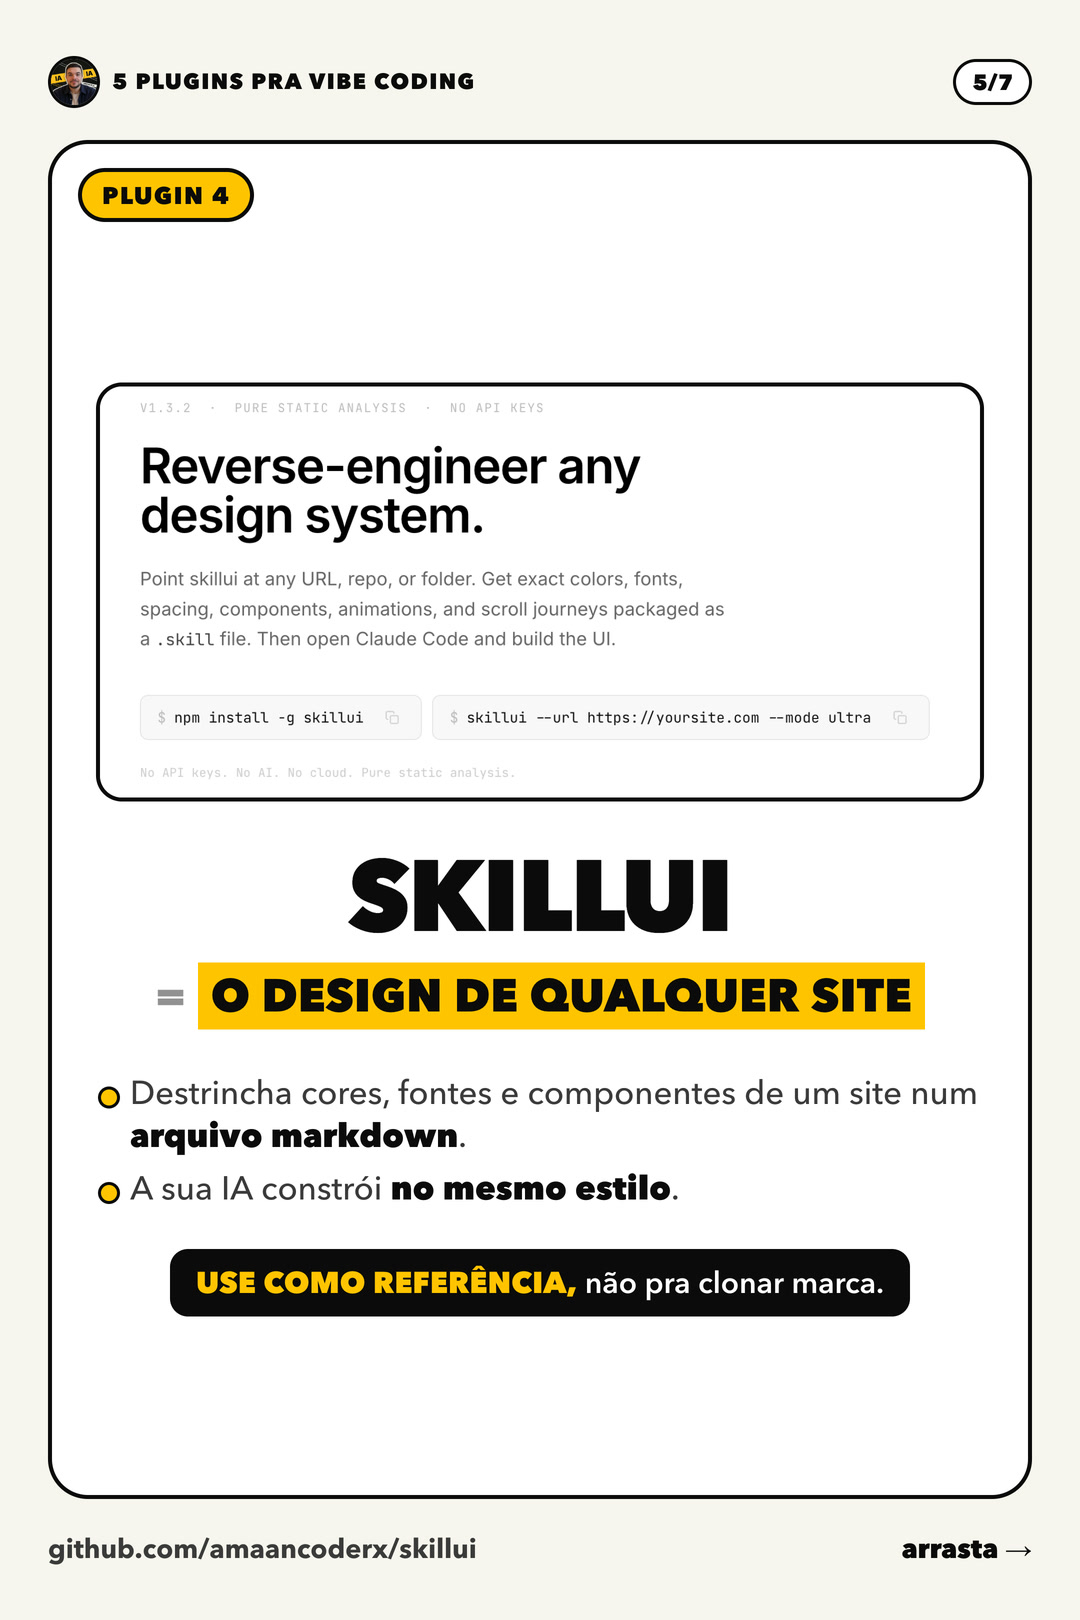 IA IA
5 PLUGINS PRA VIBE CODING
5/7
PLUGIN 4
V1.3.2 · PURE STATIC ANALYSIS · NO API KEYS
Reverse-engineer any
design system.
Point skillui at any URL, repo, or folder. Get exact colors, fonts,
spacing, components, animations, and scroll journeys packaged as
a .skill file. Then open Claude Code and build the UI.
$ npm install -g skillui
$ skillui --url https://yoursite.com --mode ultra
No API keys. No AI. No cloud. Pure static analysis.
SKILLUI
= O DESIGN DE QUALQUER SITE
Destrincha cores, fontes e componentes de um site num
arquivo markdown.
A sua IA constrói no mesmo estilo.
USE COMO REFERÊNCIA, não pra clonar marca.
github.com/amaancoderx/skillui
arrasta →